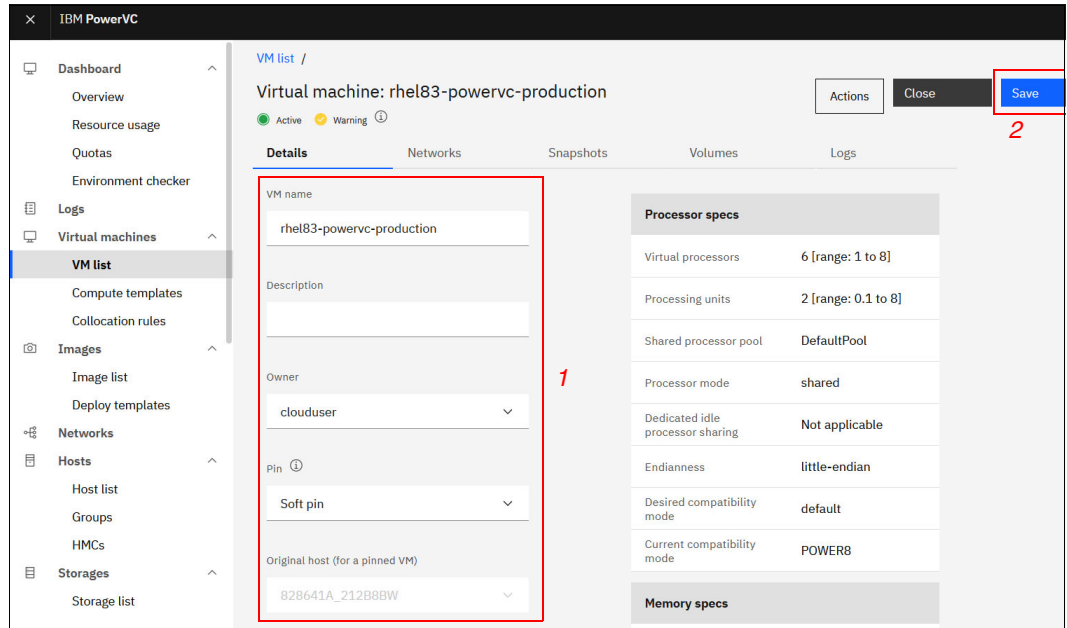 IBM PowerVC
Dashboard
Overview
Resource usage
Quotas
Environment checker
Logs
Virtual machines
VM list
Compute templates
Collocation rules
Images
Image list
Deploy templates
Networks
Hosts
Host list
Groups
HMCs
Storages
Storage list
VM list /
Virtual machine: rhel83-powervc-production
Active Warning
Actions
Close
Save
2
Details Networks Snapshots Volumes Logs
VM name
rhel83-powervc-production
Description
Owner
clouduser
Pin
Soft pin
Original host (for a pinned VM)
828641A_212B8BW
1
Processor specs
Virtual processors 6 [range: 1 to 8]
Processing units 2 [range: 0.1 to 8]
Shared processor pool DefaultPool
Processor mode shared
Dedicated idle
processor sharing Not applicable
Endianness little-endian
Desired compatibility
mode default
Current compatibility
mode POWER8
Memory specs